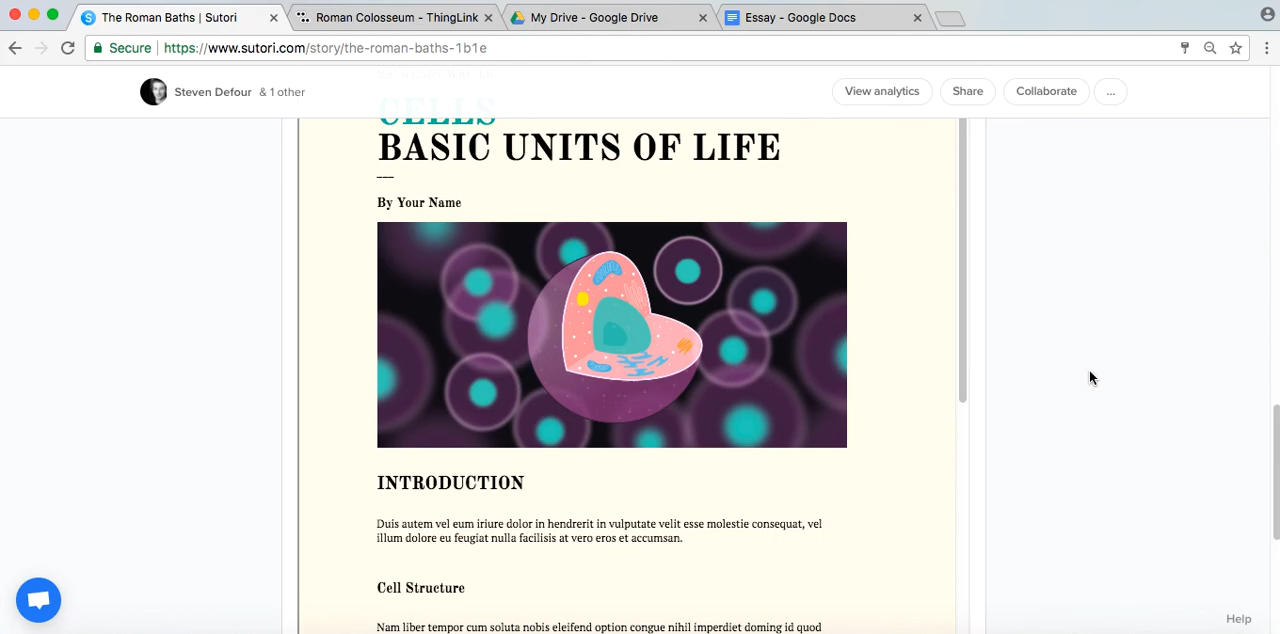 The Roman Baths | Sutori
Roman Colosseum - ThingLink
My Drive - Google Drive
Essay - Google Docs
Secure
https://www.sutori.com/story/the-roman-baths-1b1e
Steven Defour & 1 other
View analytics
Share
Collaborate
...
CELLS
BASIC UNITS OF LIFE
By Your Name
INTRODUCTION
Duis autem vel eum iriure dolor in hendrerit in vulputate velit esse molestie consequat, vel
illum dolore eu feugiat nulla facilisis at vero eros et accumsan.
Cell Structure
Nam liber tempor cum soluta nobis eleifend option congue nihil imperdiet doming id quod
Help